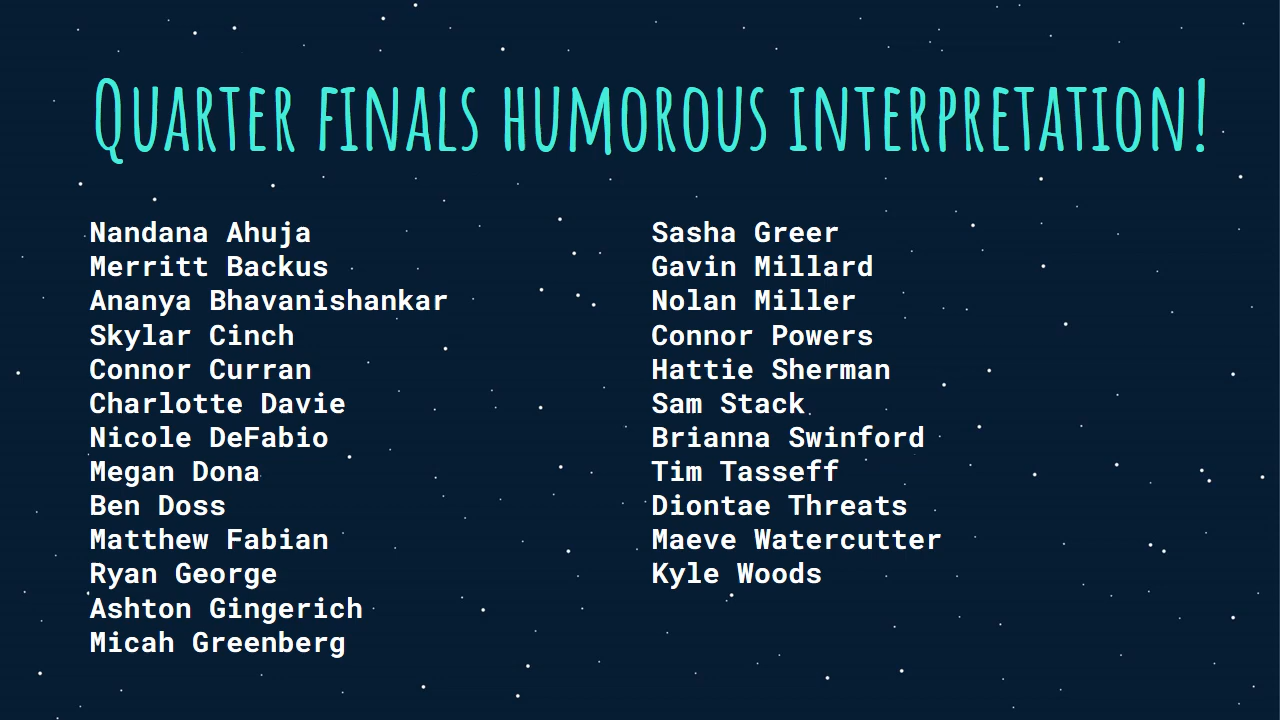 Quarter finals humorous interpretation!
Nandana Ahuja
Merritt Backus
Ananya Bhavanishankar
Skylar Cinch
Connor Curran
Charlotte Davie
Nicole DeFabio
Megan Dona
Ben Doss
Matthew Fabian
Ryan George
Ashton Gingerich
Micah Greenberg
Sasha Greer
Gavin Millard
Nolan Miller
Connor Powers
Hattie Sherman
Sam Stack
Brianna Swinford
Tim Tasseff
Diontae Threats
Maeve Watercutter
Kyle Woods